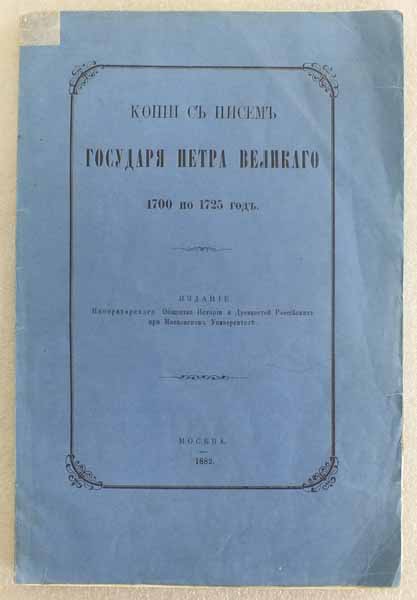 КОПІИ СЪ ПИСЕМЪ
ГОСУДАРЯ ПЕТРА ВЕЛИКАГО
1700 по 1725 годъ.
ИЗДАНІЕ
Императорскаго Общества Исторіи и Древностей Россійскихъ
при Московскомъ Университетѣ.
МОСКВА.
1882.